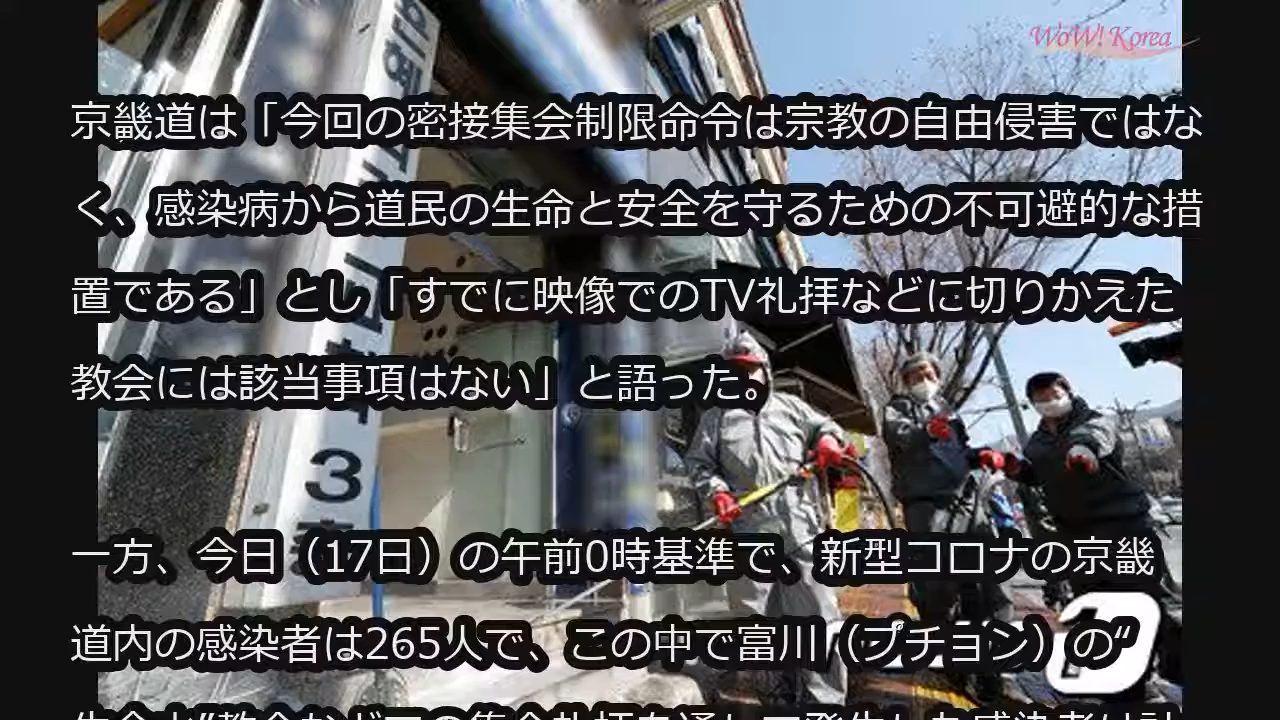 WoW! Korea
京畿道は「今回の密接集会制限命令は宗教の自由侵害ではな
く、感染病から道民の生命と安全を守るための不可避的な措
置である」とし「すでに映像でのTV礼拝などに切りかえた
教会には該当事項はない」と語った。
一方、今日（17日）の午前0時基準で、新型コロナの京畿
道内の感染者は265人で、この中で富川（プチョン）の“
3